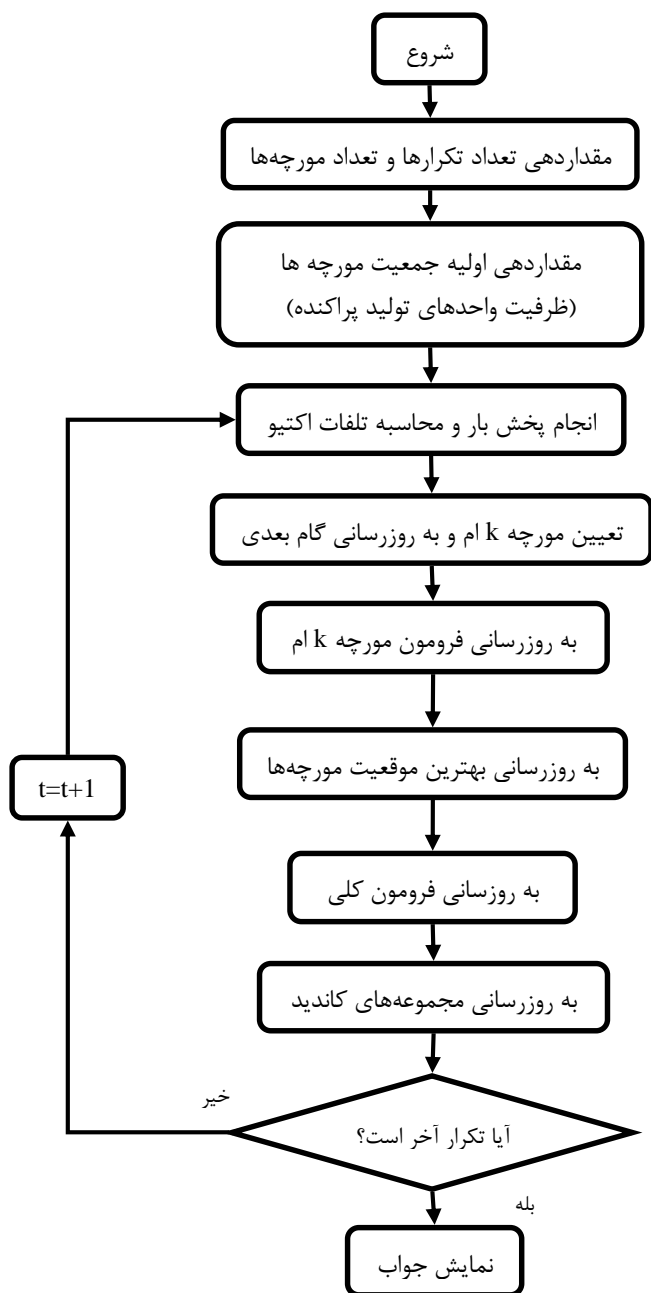 شروع
مقداردهی تعداد تکرارها و تعداد مورچه‌ها
مقداردهی اولیه جمعیت مورچه ها
(ظرفیت واحدهای تولید پراکنده)
انجام پخش بار و محاسبه تلفات اکتیو
تعیین مورچه k ام و به روزرسانی گام بعدی
به روزرسانی فرومون مورچه k ام
به روزرسانی بهترین موقعیت مورچه‌ها
t=t+1
به روزسانی فرومون کلی
به روزرسانی مجموعه‌های کاندید
خیر
آیا تکرار آخر است؟
بله
نمایش جواب